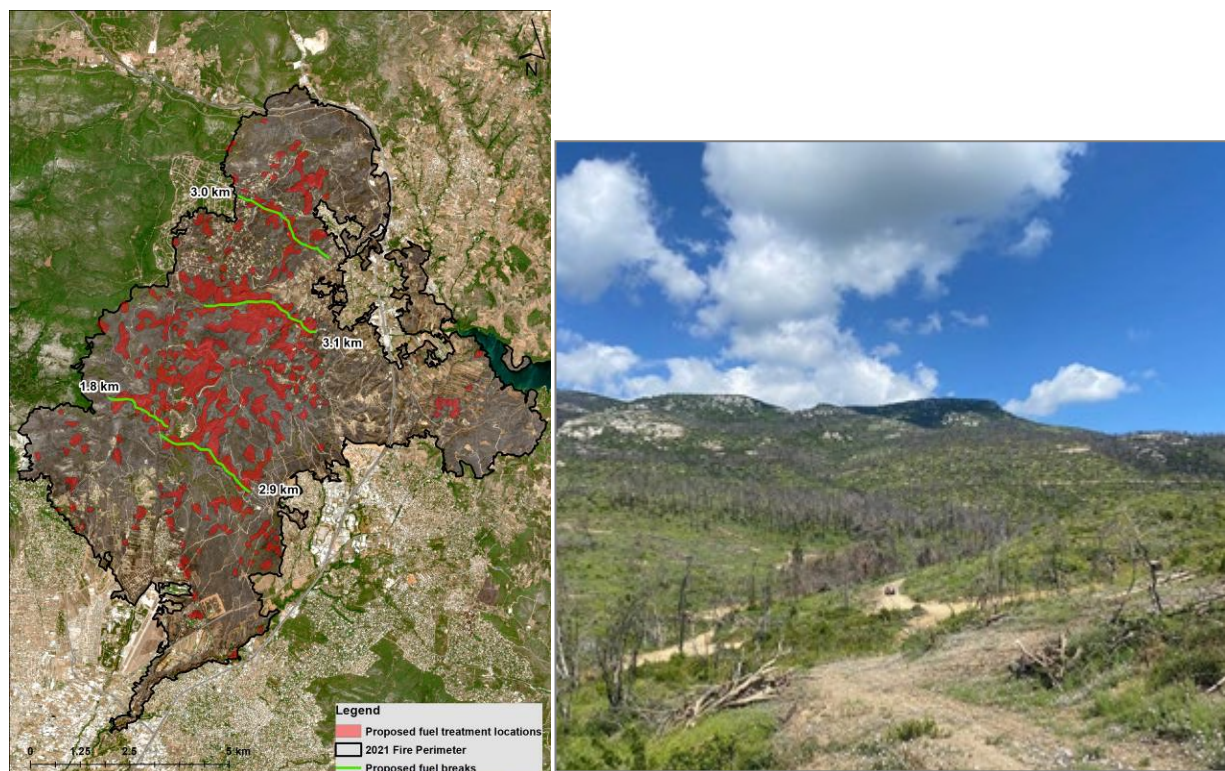 N
3.0 km
3.1 km
1.8 km
2.9 km
Legend
Proposed fuel treatment locations
2021 Fire Perimeter
Proposed fuel breaks
0 1.25 2.5 5 km